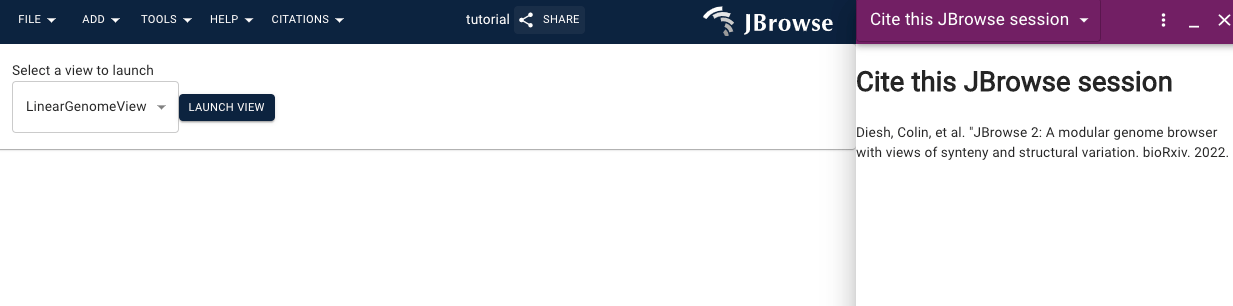 FILE ADD TOOLS HELP CITATIONS tutorial SHARE JBrowse
Select a view to launch
LinearGenomeView LAUNCH VIEW
Cite this JBrowse session
Cite this JBrowse session
Diesh, Colin, et al. "JBrowse 2: A modular genome browser
with views of synteny and structural variation. bioRxiv. 2022.